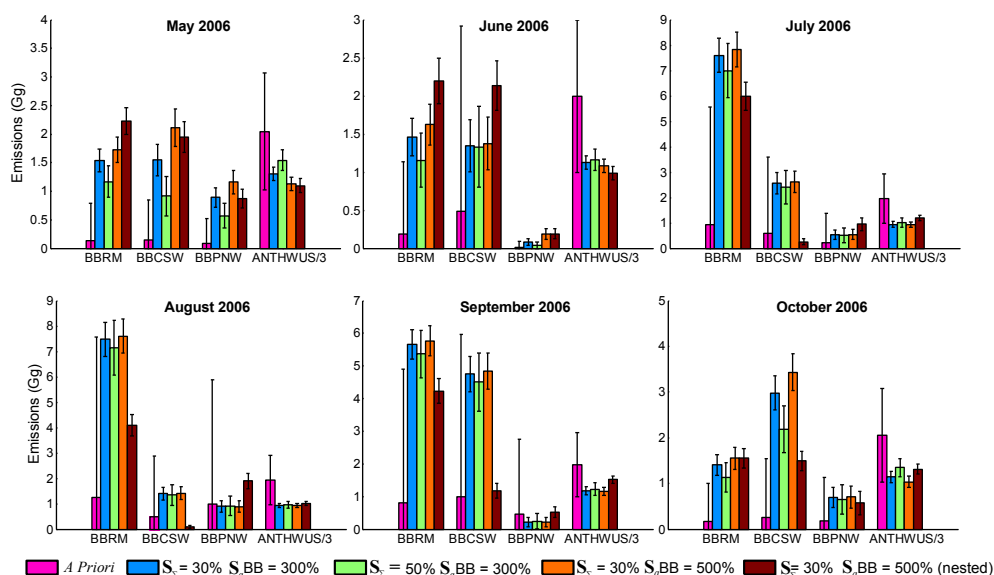 May 2006
June 2006
July 2006
Emissions (Gg)
4
3.5
3
2.5
2
1.5
1
0.5
0
BBRM BBCSW BBPNW ANTHWUS/3
3
2.5
2
1.5
1
0.5
0
BBRM BBCSW BBPNW ANTHWUS/3
9
8
7
6
5
4
3
2
1
0
BBRM BBCSW BBPNW ANTHWUS/3
August 2006
September 2006
October 2006
Emissions (Gg)
9
8
7
6
5
4
3
2
1
0
BBRM BBCSW BBPNW ANTHWUS/3
7
6
5
4
3
2
1
0
BBRM BBCSW BBPNW ANTHWUS/3
5
4
3
2
1
0
BBRM BBCSW BBPNW ANTHWUS/3
A Priori
SΣ = 30% SaBB = 300%
SΣ = 50% SaBB = 300%
SΣ = 30% SaBB = 500%
SΣ = 30% SaBB = 500% (nested)